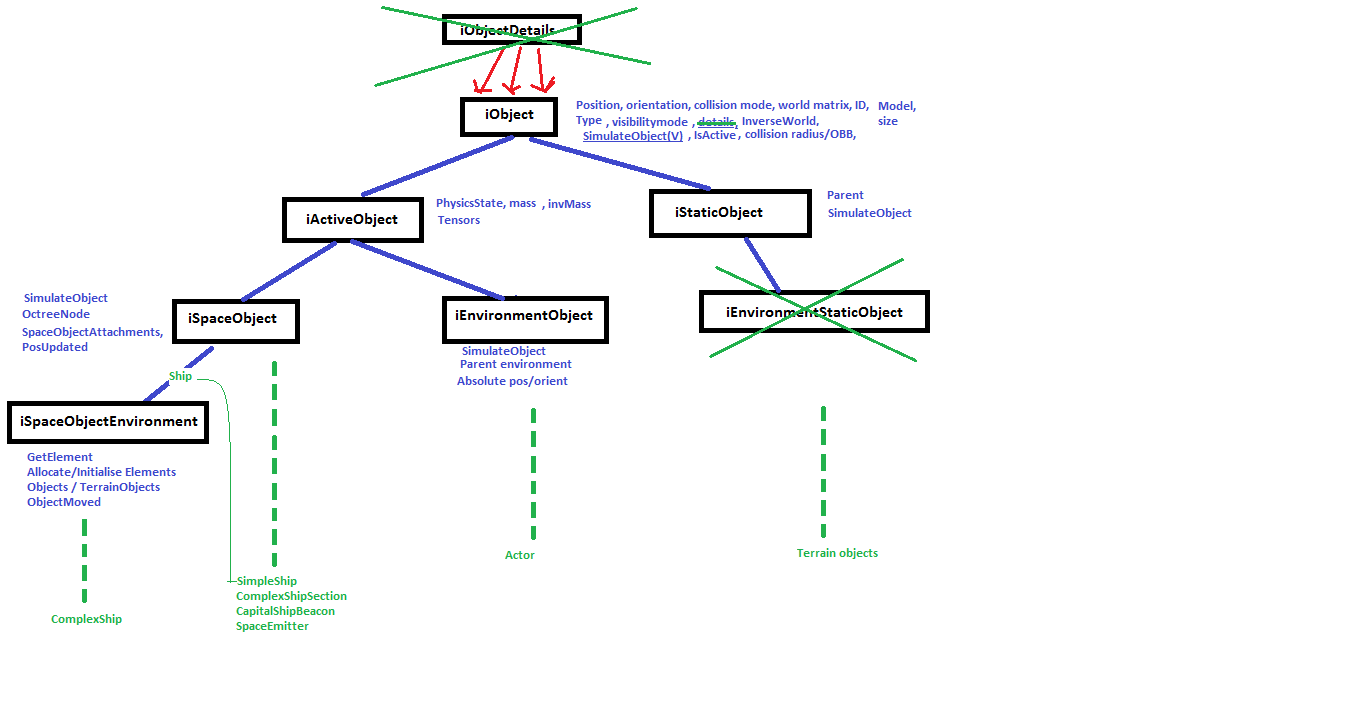 iObjectDetails
iObject
Position, orientation, collision mode, world matrix, ID, Model,
Type , visibilitymode , details, InverseWorld, size
SimulateObject(V) , IsActive , collision radius/OBB,
iActiveObject
PhysicsState, mass , invMass
Tensors
iStaticObject
Parent
SimulateObject
SimulateObject
OctreeNode
SpaceObjectAttachments,
PosUpdated
iSpaceObject
iEnvironmentObject
SimulateObject
Parent environment
Absolute pos/orient
iEnvironmentStaticObject
Ship
iSpaceObjectEnvironment
GetElement
Allocate/Initialise Elements
Objects / TerrainObjects
ObjectMoved
ComplexShip
SimpleShip
ComplexShipSection
CapitalShipBeacon
SpaceEmitter
Actor
Terrain objects